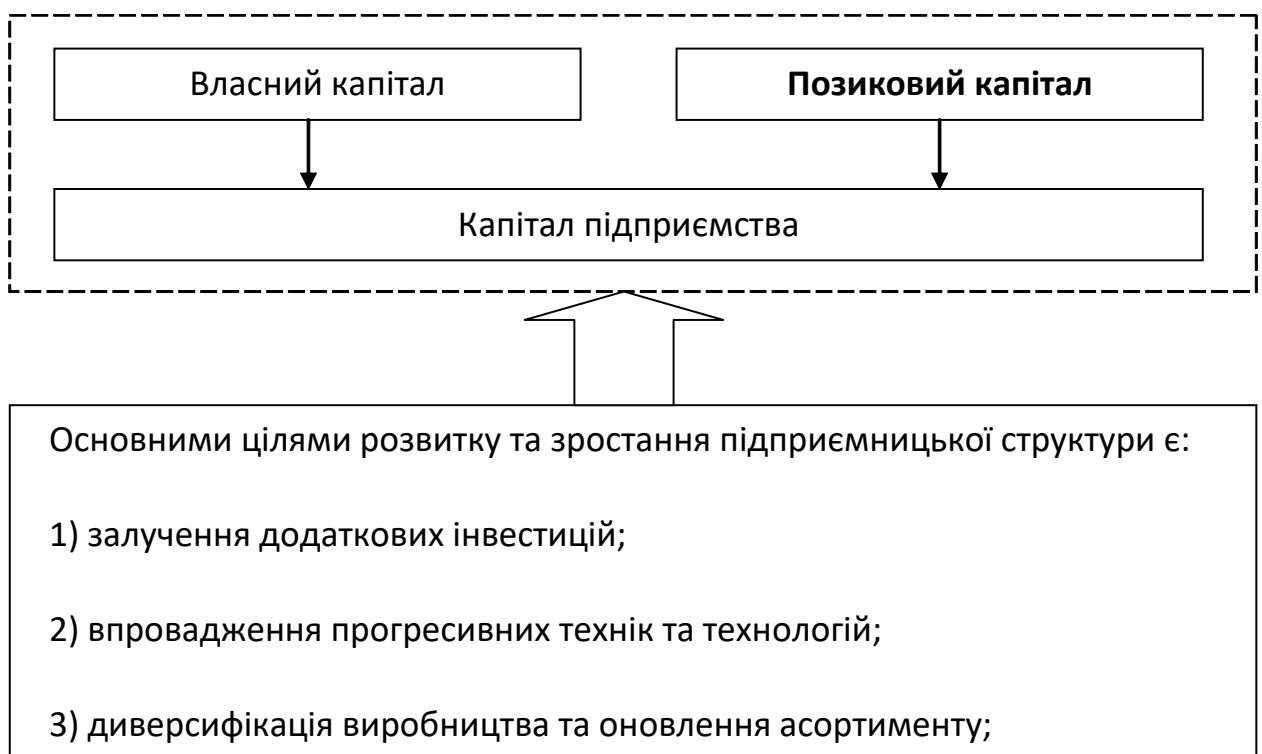 Власний капітал
Позиковий капітал
Капітал підприємства
Основними цілями розвитку та зростання підприємницької структури є:
1) залучення додаткових інвестицій;
2) впровадження прогресивних технік та технологій;
3) диверсифікація виробництва та оновлення асортименту;